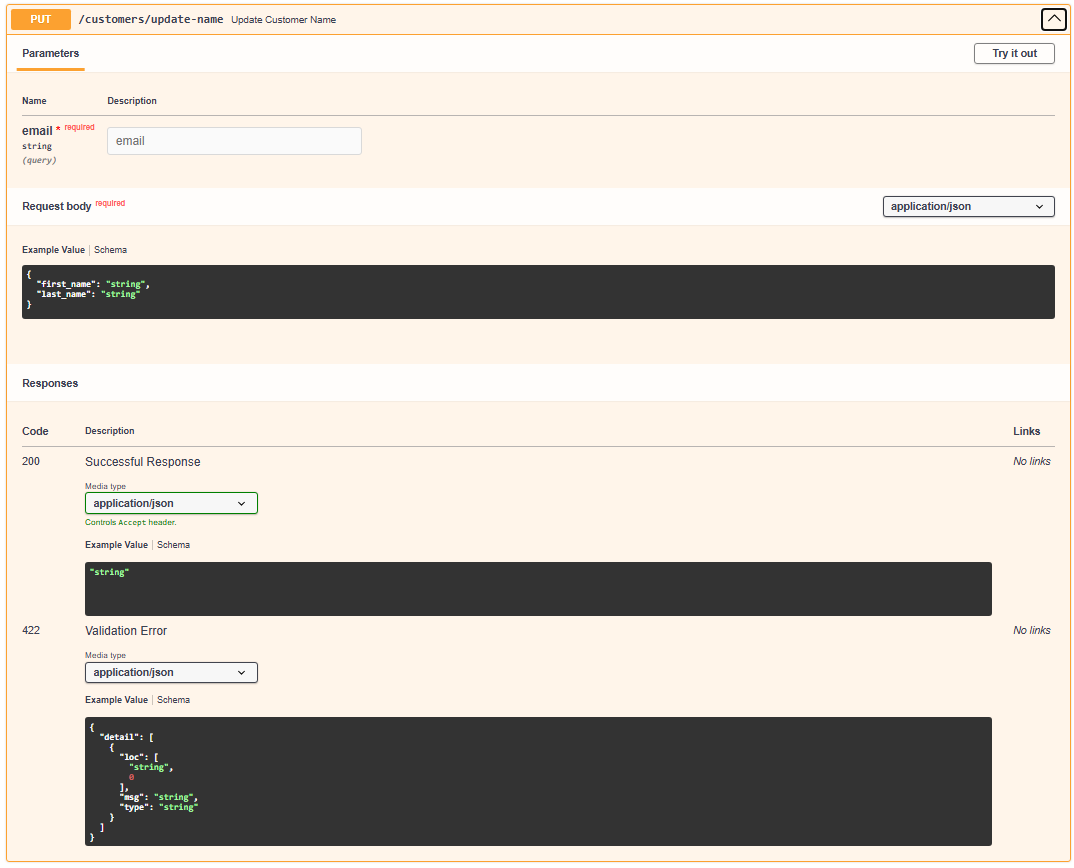 PUT /customers/update-name Update Customer Name
Parameters Try it out
Name Description
email * required
string
(query)
email
Request body required application/json
Example Value | Schema
{
  "first_name": "string",
  "last_name": "string"
}
Responses
Code Description Links
200 Successful Response No links
Media type
application/json
Controls Accept header.
Example Value | Schema
"string"
422 Validation Error No links
Media type
application/json
Example Value | Schema
{
  "detail": [
    {
      "loc": [
        "string",
        0
      ],
      "msg": "string",
      "type": "string"
    }
  ]
}